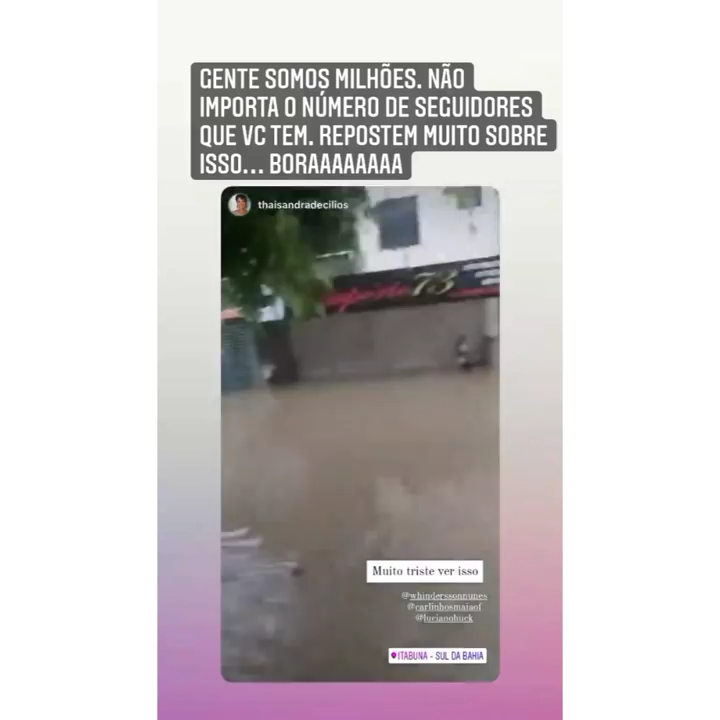 GENTE SOMOS MILHÕES. NÃO
IMPORTA O NÚMERO DE SEGUIDORES
QUE VC TEM. REPOSTEM MUITO SOBRE
ISSO... BORAAAAAAAA
thaisandradecilios
78
Muito triste ver isso
@whinderssonnunes
@carlinhosmaiaof
@lucianohuck
ITABUNA - SUL DA BAHIA